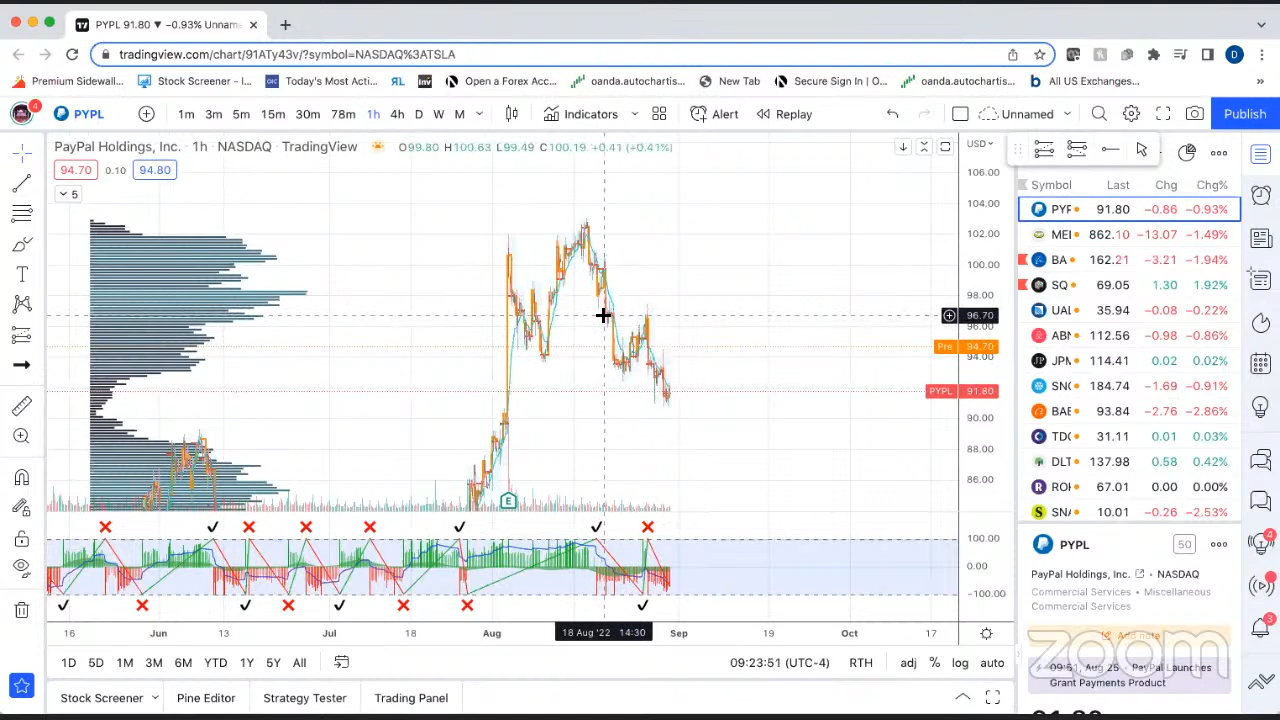 PYPL 91.80 ▼ −0.93% Unnam
tradingview.com/chart/91ATy43v/?symbol=NASDAQ%3ATSLA
D
Premium Sidewall...
Stock Screener – I...
OIC Today's Most Acti...
RL
Inv
Open a Forex Acc...
oanda.autochartis...
New Tab
Secure Sign In | O...
oanda.autochartis...
b All US Exchanges...
»
4
PYPL
1m 3m 5m 15m 30m 78m 1h 4h D W M
Indicators
Alert
Replay
Unnamed
Publish
PayPal Holdings, Inc. · 1h · NASDAQ · TradingView
O99.80 H100.63 L99.49 C100.19 +0.41 (+0.41%)
94.70 0.10 94.80
5
USD
106.00
104.00
102.00
100.00
98.00
96.70
96.00
Pre 94.70
94.00
PYPL 91.80
90.00
88.00
86.00
E
100.00
0.00
−100.00
16 Jun 13 Jul 18 Aug 18 Aug '22 14:30 Sep 19 Oct 17
1D 5D 1M 3M 6M YTD 1Y 5Y All
09:23:51 (UTC-4) RTH adj % log auto
Stock Screener Pine Editor Strategy Tester Trading Panel
Symbol Last Chg Chg%
PYP 91.80 −0.86 −0.93%
MEI 862.10 −13.07 −1.49%
BA 162.21 −3.21 −1.94%
SQ 69.05 1.30 1.92%
UAI 35.94 −0.08 −0.22%
ABN 112.56 −0.98 −0.86%
JPM 114.41 0.02 0.02%
SNO 184.74 −1.69 −0.91%
BAB 93.84 −2.76 −2.86%
TDO 31.11 0.01 0.03%
DLT 137.98 0.58 0.42%
ROI 67.01 0.00 0.00%
SNA 10.01 −0.26 −2.53%
PYPL 50
PayPal Holdings, Inc. • NASDAQ
Commercial Services • Miscellaneous
Commercial Services
Add note
09:51, Aug 25 • PayPal Launches
Grant Payments Product
zoom
4
3